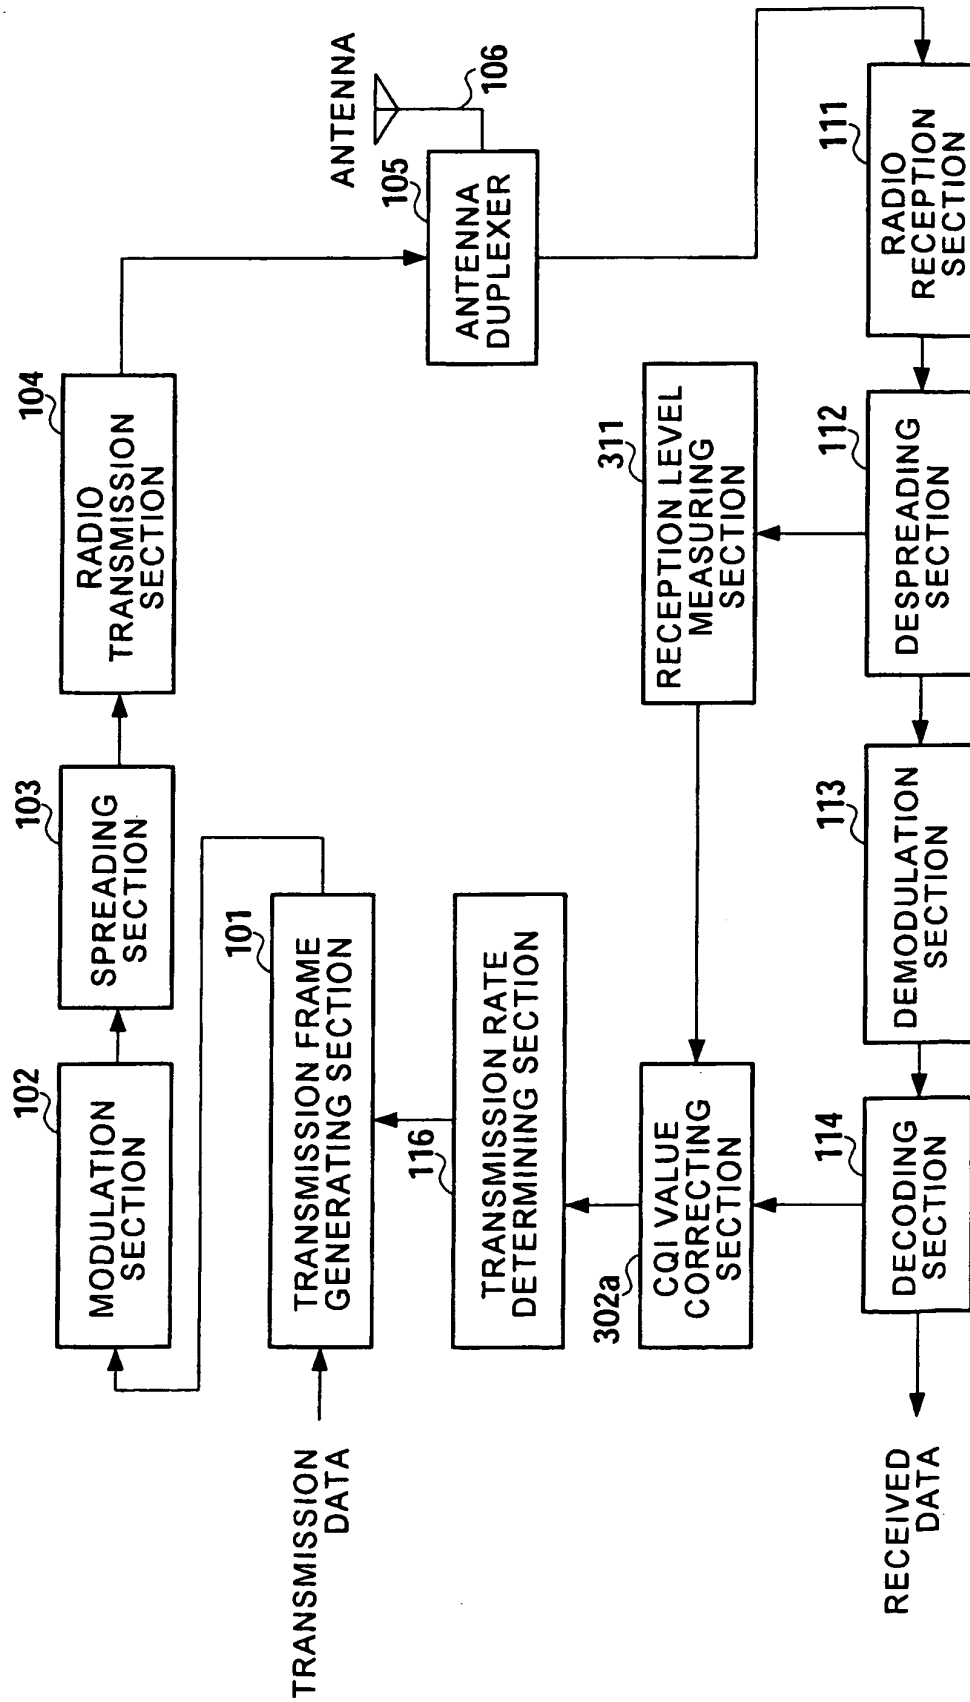 102
MODULATION
SECTION
103
SPREADING
SECTION
104
RADIO
TRANSMISSION
SECTION
ANTENNA
106
105
ANTENNA
DUPLEXER
TRANSMISSION
DATA
101
TRANSMISSION FRAME
GENERATING SECTION
116
TRANSMISSION RATE
DETERMINING SECTION
302a
CQI VALUE
CORRECTING
SECTION
311
RECEPTION LEVEL
MEASURING
SECTION
RECEIVED
DATA
114
DECODING
SECTION
113
DEMODULATION
SECTION
112
DESPREADING
SECTION
111
RADIO
RECEPTION
SECTION